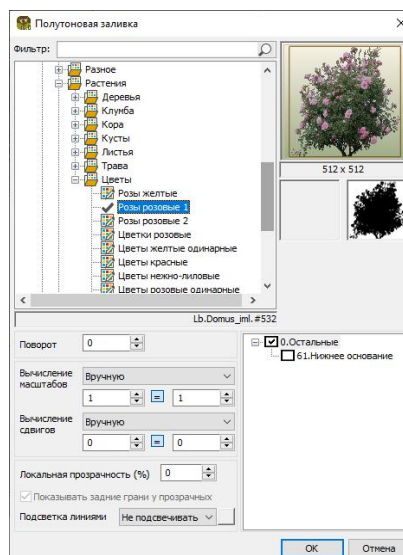 Полутоновая заливка
Фильтр:
Разное
Растения
Деревья
Клумба
Кора
Кусты
Листья
Трава
Цветы
Розы желтые
Розы розовые 1
Розы розовые 2
Цветки розовые
Цветы желтые одинарные
Цветы красные
Цветы нежно-лиловые
Цветы розовые одинарные
512 x 512
Lb.Domus_iml.#532
Поворот 0
Вычисление масштабов Вручную
1 = 1
Вычисление сдвигов Вручную
0 = 0
Локальная прозрачность (%) 0
Показывать задние грани у прозрачных
Подсветка линиями Не подсвечивать
0.Остальные
61.Нижнее основание
OK Отмена